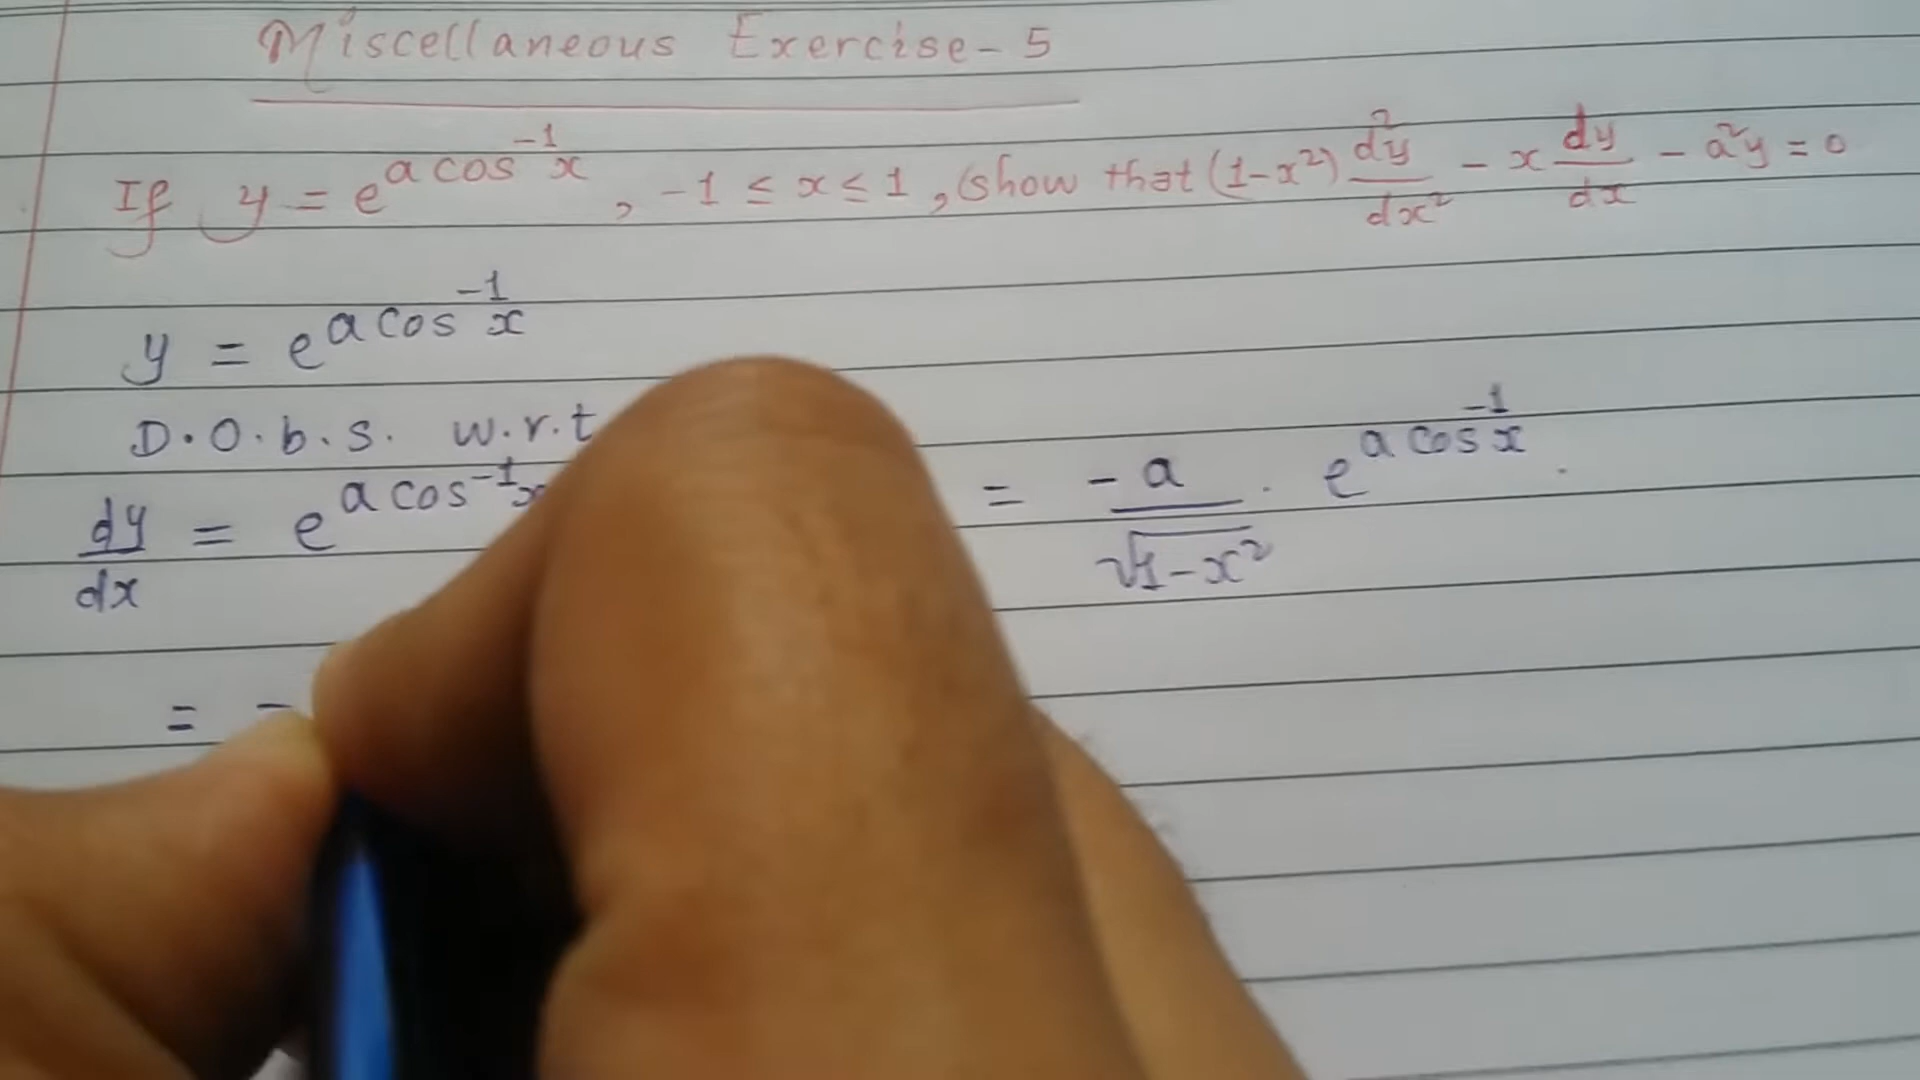 Miscellaneous Exercise-5
If y = e^{a cos^{-1}x}, -1 ≤ x ≤ 1, show that (1-x²) d²y/dx² - x dy/dx - a²y = 0
y = e^{a cos^{-1}x}
D.O.b.s. w.r.t
dy/dx = e^{a cos^{-1}x} = -a/√(1-x²) . e^{a cos^{-1}x} .
= -